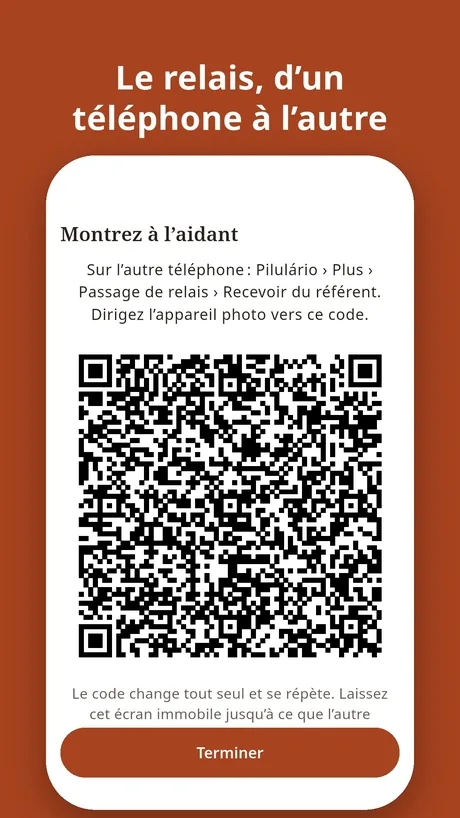 Le relais, d’un
téléphone à l’autre
Montrez à l’aidant
Sur l’autre téléphone : Pilulário › Plus ›
Passage de relais › Recevoir du référent.
Dirigez l’appareil photo vers ce code.
Le code change tout seul et se répète. Laissez
cet écran immobile jusqu’à ce que l’autre
Terminer